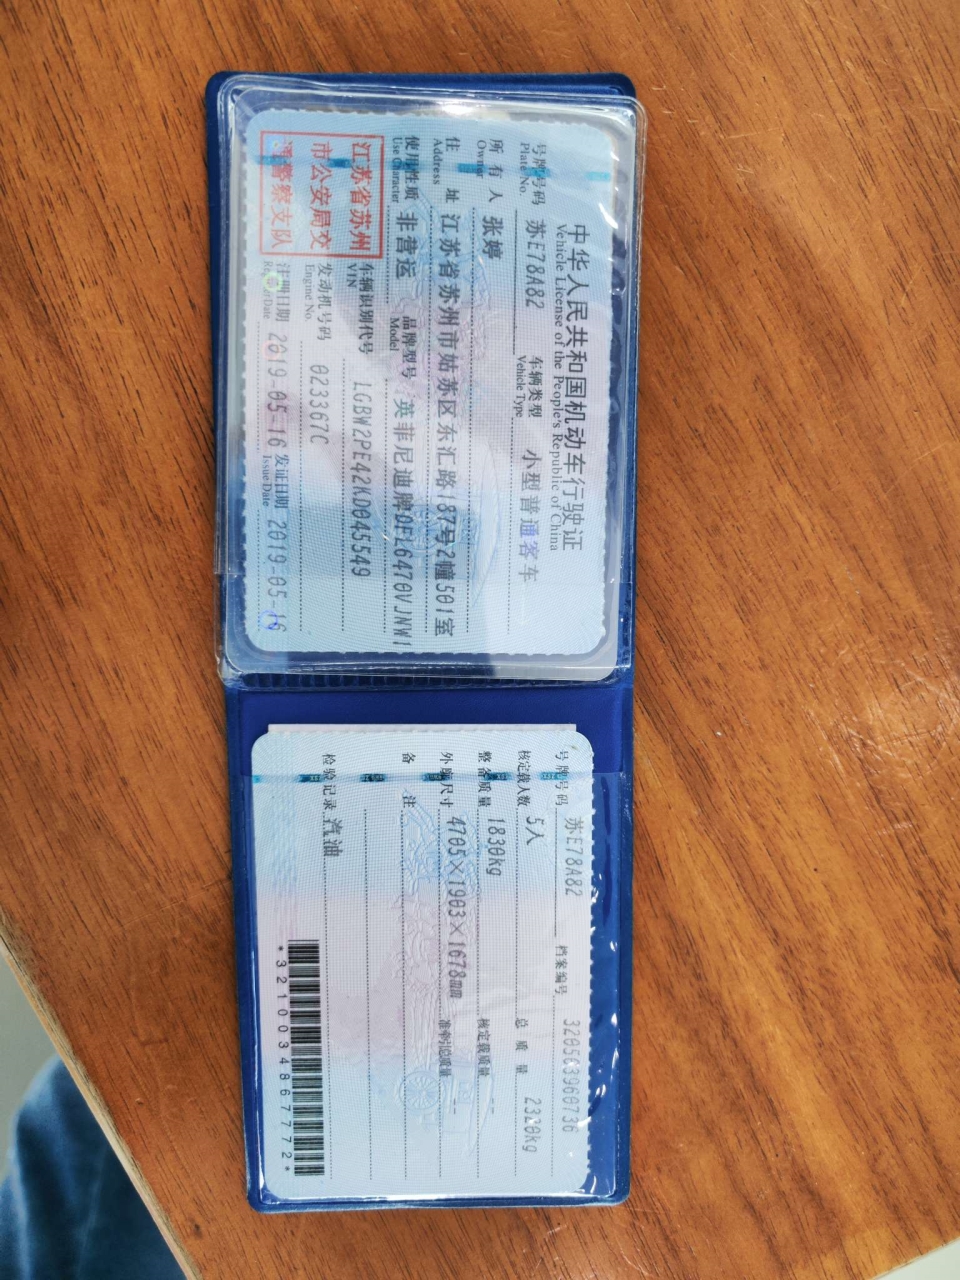 中华人民共和国机动车行驶证
Vehicle License of the People's Republic of China
号牌号码 苏E78A82 车辆类型 小型普通客车
Plate No. Vehicle Type
所有人 张婷
Owner
住址 江苏省苏州市姑苏区东汇路187号2幢501室
Address
使用性质 非营运 品牌型号 英菲尼迪牌DFL6470VJNW1
Use Character Model
江苏省苏州
市公安局交
通警察支队
车辆识别代号 LGBW2PE42KD045549
VIN
发动机号码 023367C
Engine No.
注册日期 2019-05-16 发证日期 2019-05-16
Register Date Issue Date
号牌号码 苏E78A82 档案编号 320503960736
核定载人数 5人 总质量 2320kg
整备质量 1830kg 核定载质量 --
外廓尺寸 4705×1903×1678mm 准牵引总质量 --
备注
检验记录 汽油
*3210034867772*